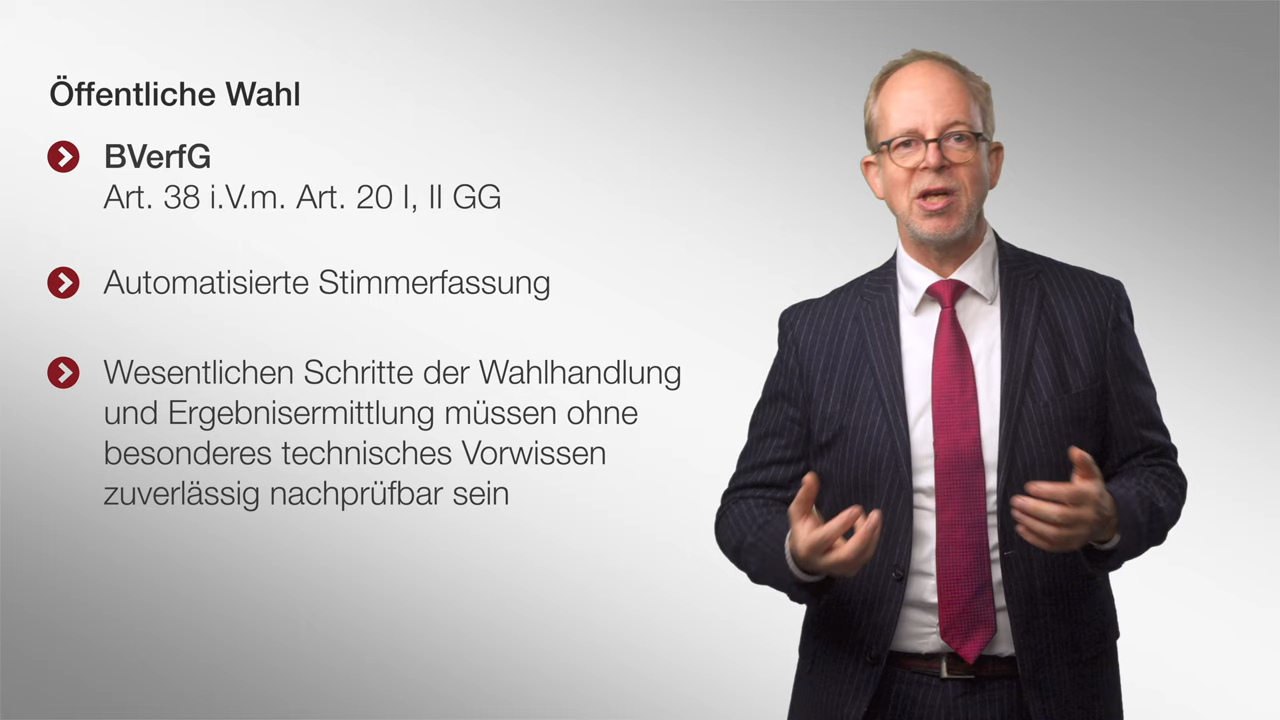 Öffentliche Wahl
BVerfG
Art. 38 i.V.m. Art. 20 I, II GG
Automatisierte Stimmerfassung
Wesentlichen Schritte der Wahlhandlung
und Ergebnisermittlung müssen ohne
besonderes technisches Vorwissen
zuverlässig nachprüfbar sein